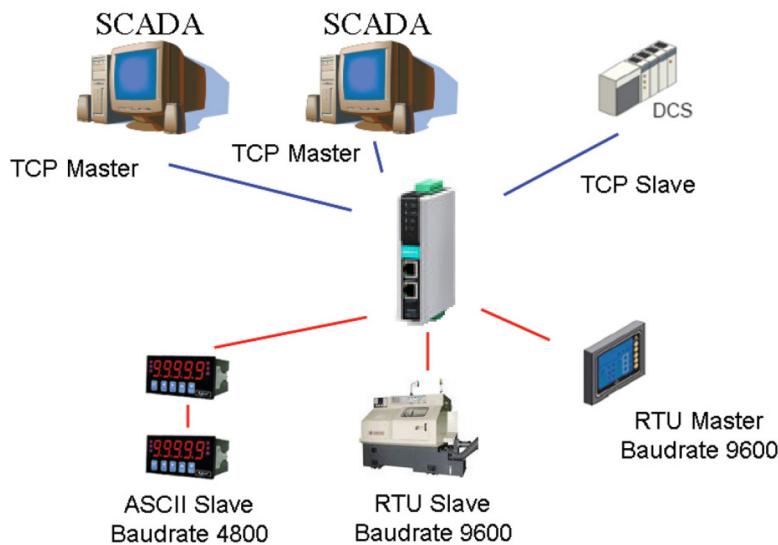 SCADA
SCADA
DCS
TCP Master
TCP Master
TCP Slave
99999
99999
RTU Master
Baudrate 9600
ASCII Slave
Baudrate 4800
RTU Slave
Baudrate 9600